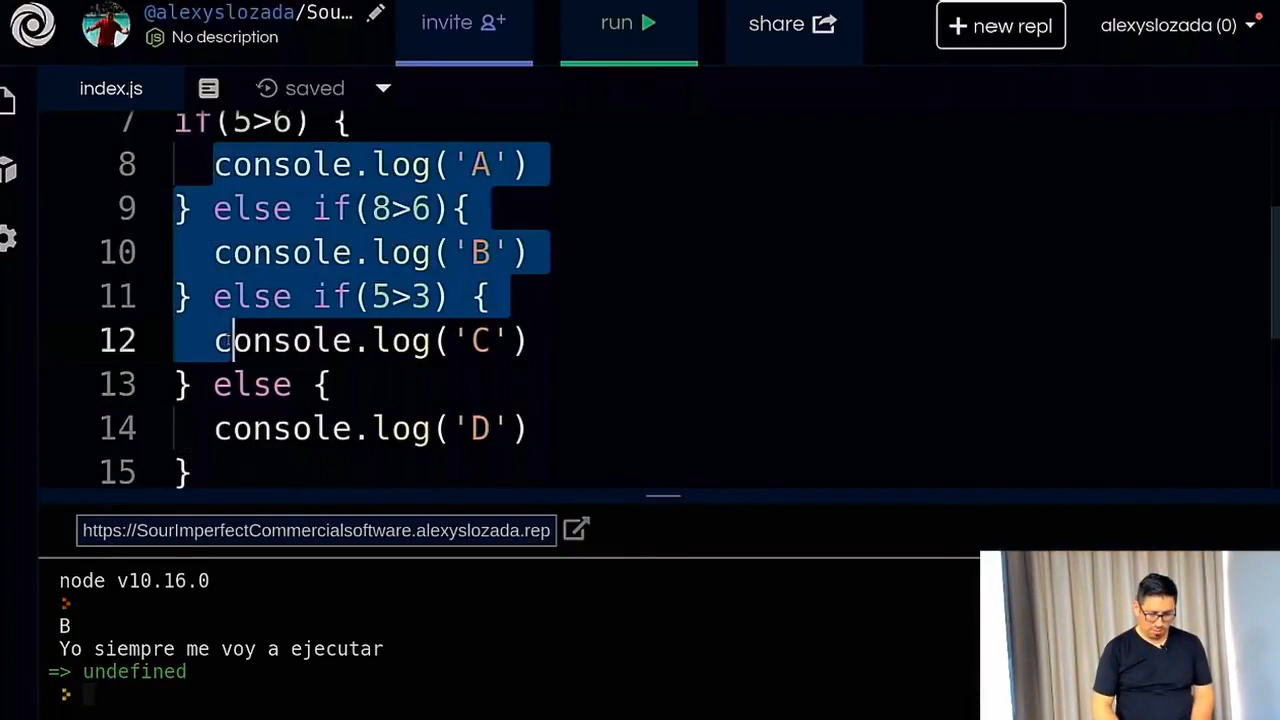 @alexyslozada/Sour...
No description
invite
run
share
+ new repl
alexyslozada (0)
index.js
saved
7 if(5>6) {
8 console.log('A')
9 } else if(8>6){
10 console.log('B')
11 } else if(5>3) {
12 console.log('C')
13 } else {
14 console.log('D')
15 }
https://SourImperfectCommercialsoftware.alexyslozada.rep
node v10.16.0
B
Yo siempre me voy a ejecutar
=> undefined